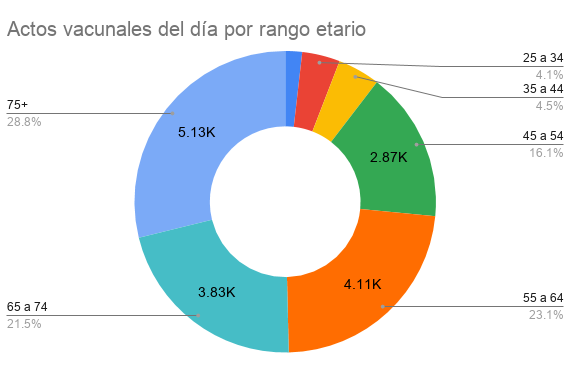 Actos vacunales del día por rango etario
25 a 34
4.1%
35 a 44
4.5%
75+
28.8%
5.13K
45 a 54
16.1%
2.87K
4.11K
3.83K
55 a 64
23.1%
65 a 74
21.5%